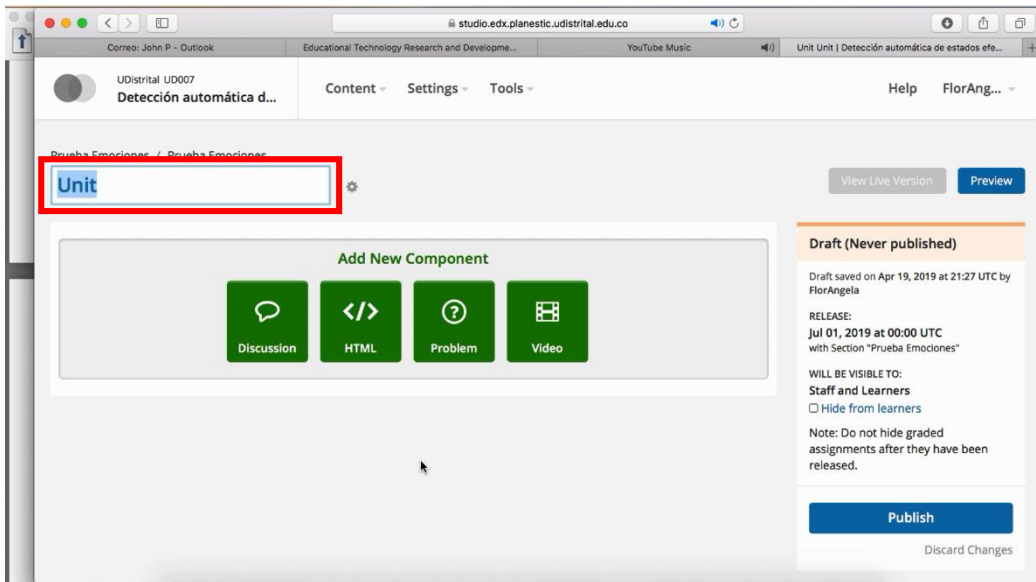 studio.edx.planestic.udistrital.edu.co
Correo: John P - Outlook
Educational Technology Research and Developme...
YouTube Music
Unit Unit | Detección automática de estados efe...
UDistrital UD007
Detección automática d...
Content
Settings
Tools
Help
FlorAng...
Prueba Emociones / Prueba Emociones
Unit
View Live Version
Preview
Add New Component
Discussion
</>
HTML
?
Problem
Video
Draft (Never published)
Draft saved on Apr 19, 2019 at 21:27 UTC by
FlorAngela
RELEASE:
Jul 01, 2019 at 00:00 UTC
with Section "Prueba Emociones"
WILL BE VISIBLE TO:
Staff and Learners
Hide from learners
Note: Do not hide graded
assignments after they have been
released.
Publish
Discard Changes